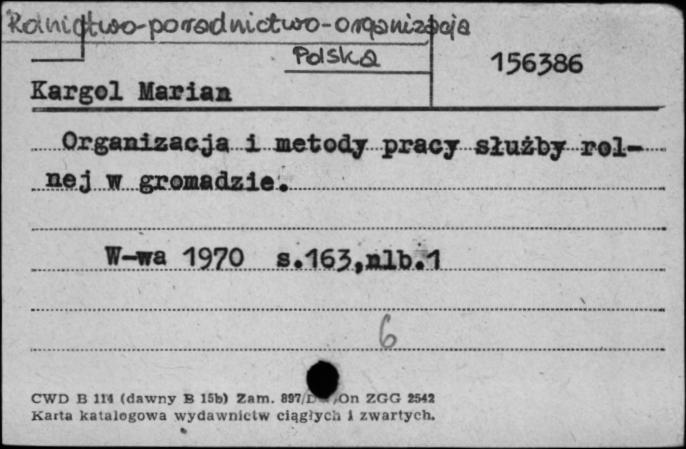 Rolnictwo-poradnictwo-organizacja
Polska
156386
Kargol Marian
Organizacja i metody pracy służby rol-
nej w gromadzie.
W-wa 1970 s.163,nlb.1
6
CWD B 114 (dawny B 15b) Zam. 897/D On ZGG 2542
Karta katalogowa wydawnictw ciągłych i zwartych.